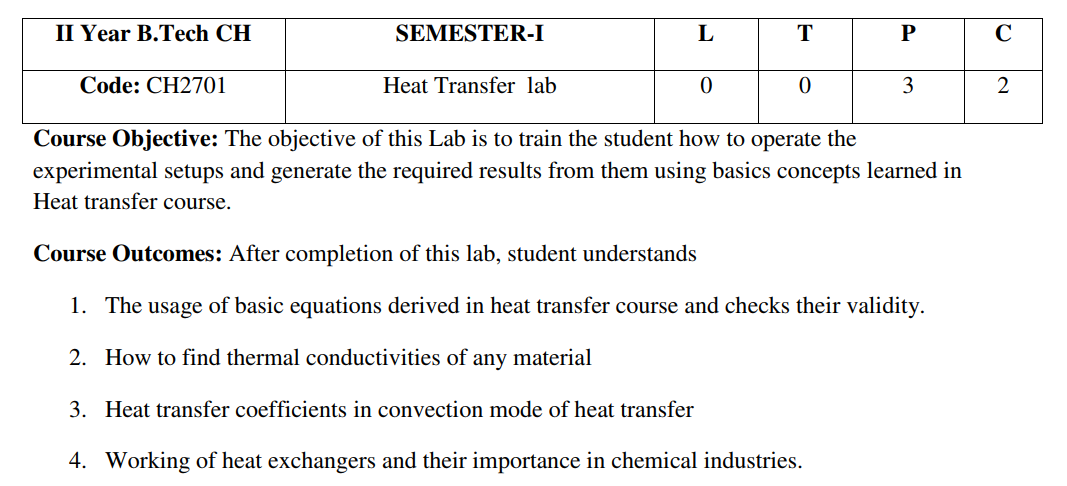 II Year B.Tech CH SEMESTER-I L T P C
Code: CH2701 Heat Transfer lab 0 0 3 2
Course Objective: The objective of this Lab is to train the student how to operate the
experimental setups and generate the required results from them using basics concepts learned in
Heat transfer course.
Course Outcomes: After completion of this lab, student understands
1. The usage of basic equations derived in heat transfer course and checks their validity.
2. How to find thermal conductivities of any material
3. Heat transfer coefficients in convection mode of heat transfer
4. Working of heat exchangers and their importance in chemical industries.